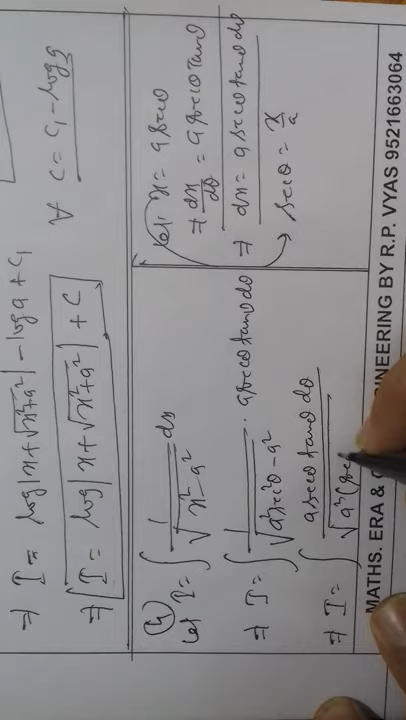 ⇒ I = log|x+√x²+a²| - log a + C₁
⇒ I = log|x+√x²+a²| + C ∀ C = C₁ - log a
(4)
Let I = ∫ 1/√x²-a² dx
⇒ I = ∫ 1/√a²sec²θ-a² . a secθ tanθ dθ
⇒ I = ∫ a secθ tanθ dθ / √a²(sec
Let x = a secθ
⇒ dx/dθ = a secθ tanθ
⇒ dx = a secθ tanθ dθ
→ secθ = x/a
MATHS. ERA & INEERING BY R.P. VYAS 9521663064